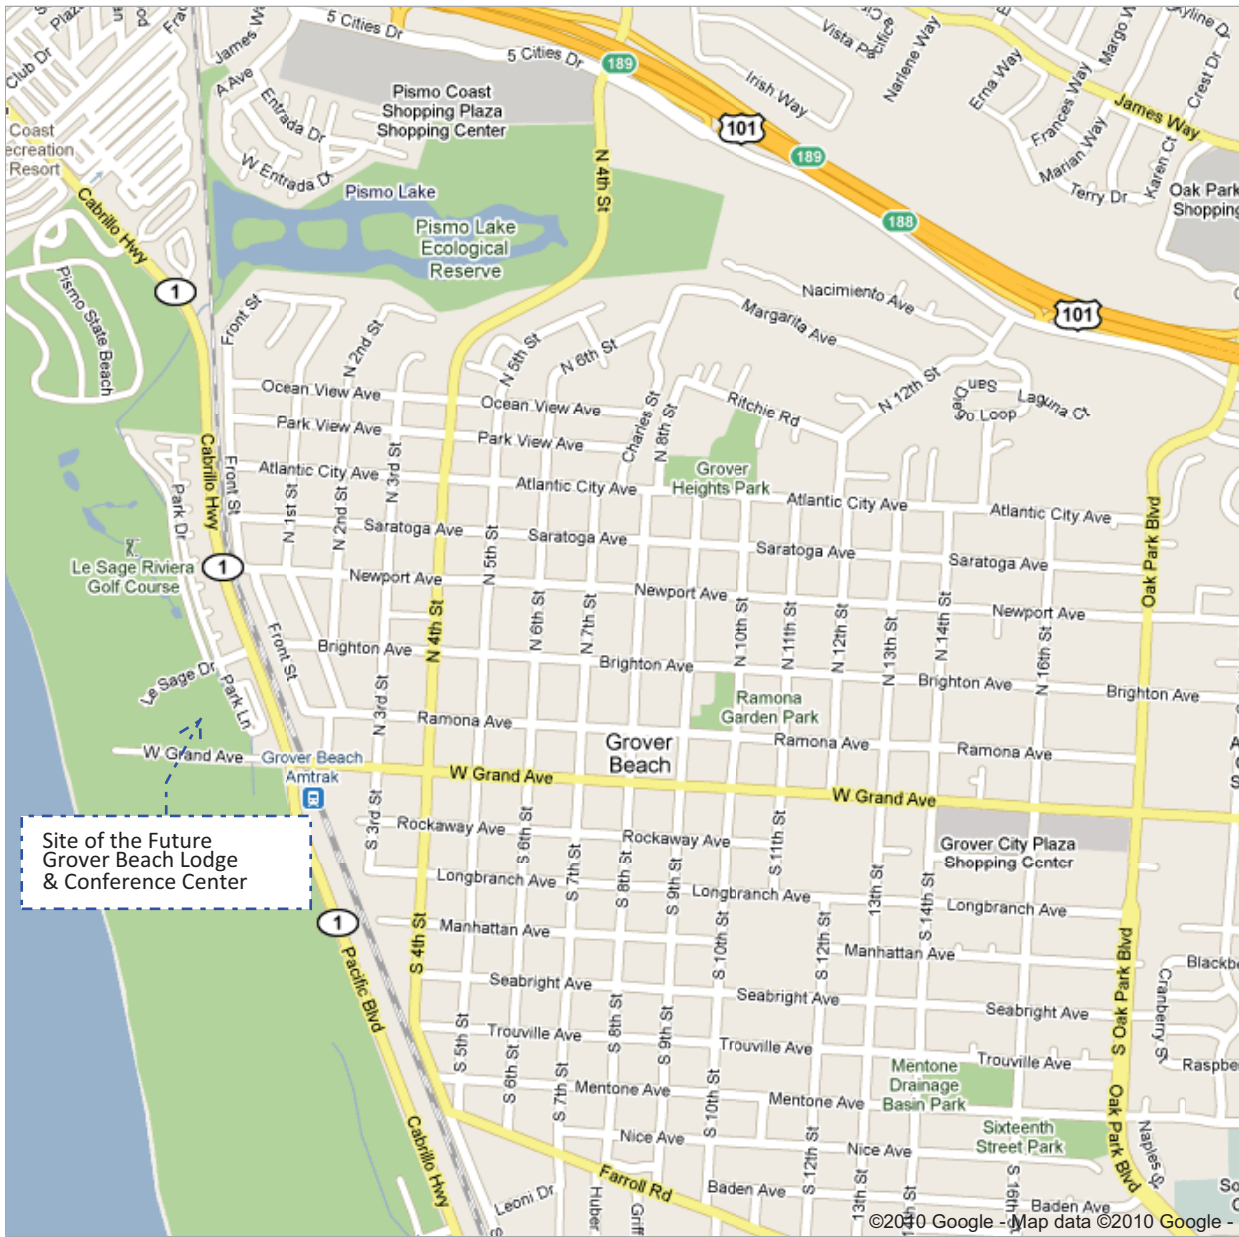 5 Cities Dr
5 Cities Dr
189
Vista Pa
Pacific
Narlene Way
Margo W
Skyline Dr
Plaza
Fra
James Wa
Club Dr
A Ave
Entrada Dr
W Entrada Dr
Pismo Coast
Shopping Plaza
Shopping Center
Irish Way
101
189
Erna Way
Frances Way
Marian Way
Terry Dr
Karen Ct
Crest Dr
James Way
Oak Park
Shopping
Coast
ecreation
Resort
Cabrillo Hwy
Pismo Lake
Pismo Lake
Ecological
Reserve
N 4th St
188
1
Pismo State Beach
Front St
N 2nd St
N 5th St
N 6th St
Nacimiento Ave
Margarita Ave
101
Ocean View Ave
Ocean View Ave
Charles St
N 8th St
Ritchie Rd
N 12th St
San Diego Loop
Laguna Ct
Park View Ave
Park View Ave
Cabrillo Hwy
Front St
Atlantic City Ave
Atlantic City Ave
N 3rd St
Grover
Heights Park
Atlantic City Ave
Atlantic City Ave
Park Dr
N 1st St
N 2nd St
Saratoga Ave
Saratoga Ave
Saratoga Ave
Saratoga Ave
Oak Park Blvd
Le Sage Riviera
Golf Course
1
Newport Ave
N 5th St
Newport Ave
Newport Ave
N 4th St
N 6th St
N 7th St
N 10th St
N 11th St
N 12th St
N 13th St
N 14th St
N 16th St
Front St
Brighton Ave
Brighton Ave
Brighton Ave
Brighton Ave
Le Sage Dr
Park Ln
N 3rd St
Ramona Ave
Ramona
Garden Park
Ramona Ave
Ramona Ave
W Grand Ave
Grover Beach
Amtrak
Grover
Beach
W Grand Ave
W Grand Ave
Site of the Future
Grover Beach Lodge
& Conference Center
S 3rd St
Rockaway Ave
S 6th St
Rockaway Ave
S 11th St
Grover City Plaza
Shopping Center
Longbranch Ave
S 7th St
S 8th St
S 9th St
Longbranch Ave
13th St
S 14th St
Longbranch Ave
1
Pacific Blvd
S 4th St
Manhattan Ave
S 10th St
S 12th St
Manhattan Ave
Blackbe
Seabright Ave
Seabright Ave
Seabright Ave
S Oak Park Blvd
Cranberry S
Trouville Ave
S 5th St
S 6th St
S 7th St
S 8th St
S 9th St
Trouville Ave
Trouville Ave
Raspbe
Mentone
Drainage
Basin Park
Mentone Ave
S 10th St
Mentone Ave
Cabrillo Hwy
Nice Ave
Nice Ave
Sixteenth
Street Park
Oak Park Blvd
Naples St
Farroll Rd
Leoni Dr
Huber
Griff
Baden Ave
S 12th St
13th St
S 16th St
Baden Ave
So
©2010 Google - Map data ©2010 Google -